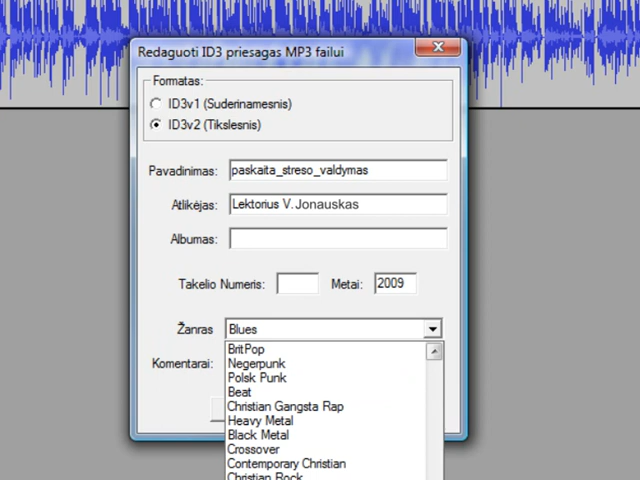 Redaguoti ID3 priesagas MP3 failui
Formatas:
ID3v1 (Suderinamesnis)
ID3v2 (Tikslesnis)
Pavadinimas: paskaita_streso_valdymas
Atlikėjas: Lektorius V. Jonauskas
Albumas:
Takelio Numeris: Metai: 2009
Žanras Blues
Komentarai:
BritPop
Negerpunk
Polsk Punk
Beat
Christian Gangsta Rap
Heavy Metal
Black Metal
Crossover
Contemporary Christian
Christian Rock